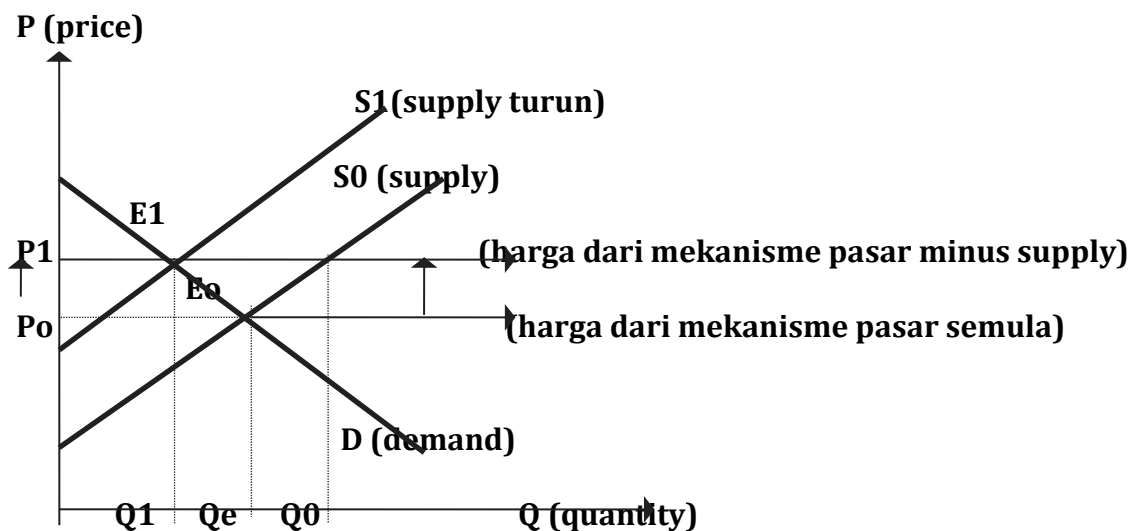 P (price)
S1(supply turun)
S0 (supply)
E1
P1 (harga dari mekanisme pasar minus supply)
Eo
Po (harga dari mekanisme pasar semula)
D (demand)
Q1 Qe Q0 Q (quantity)